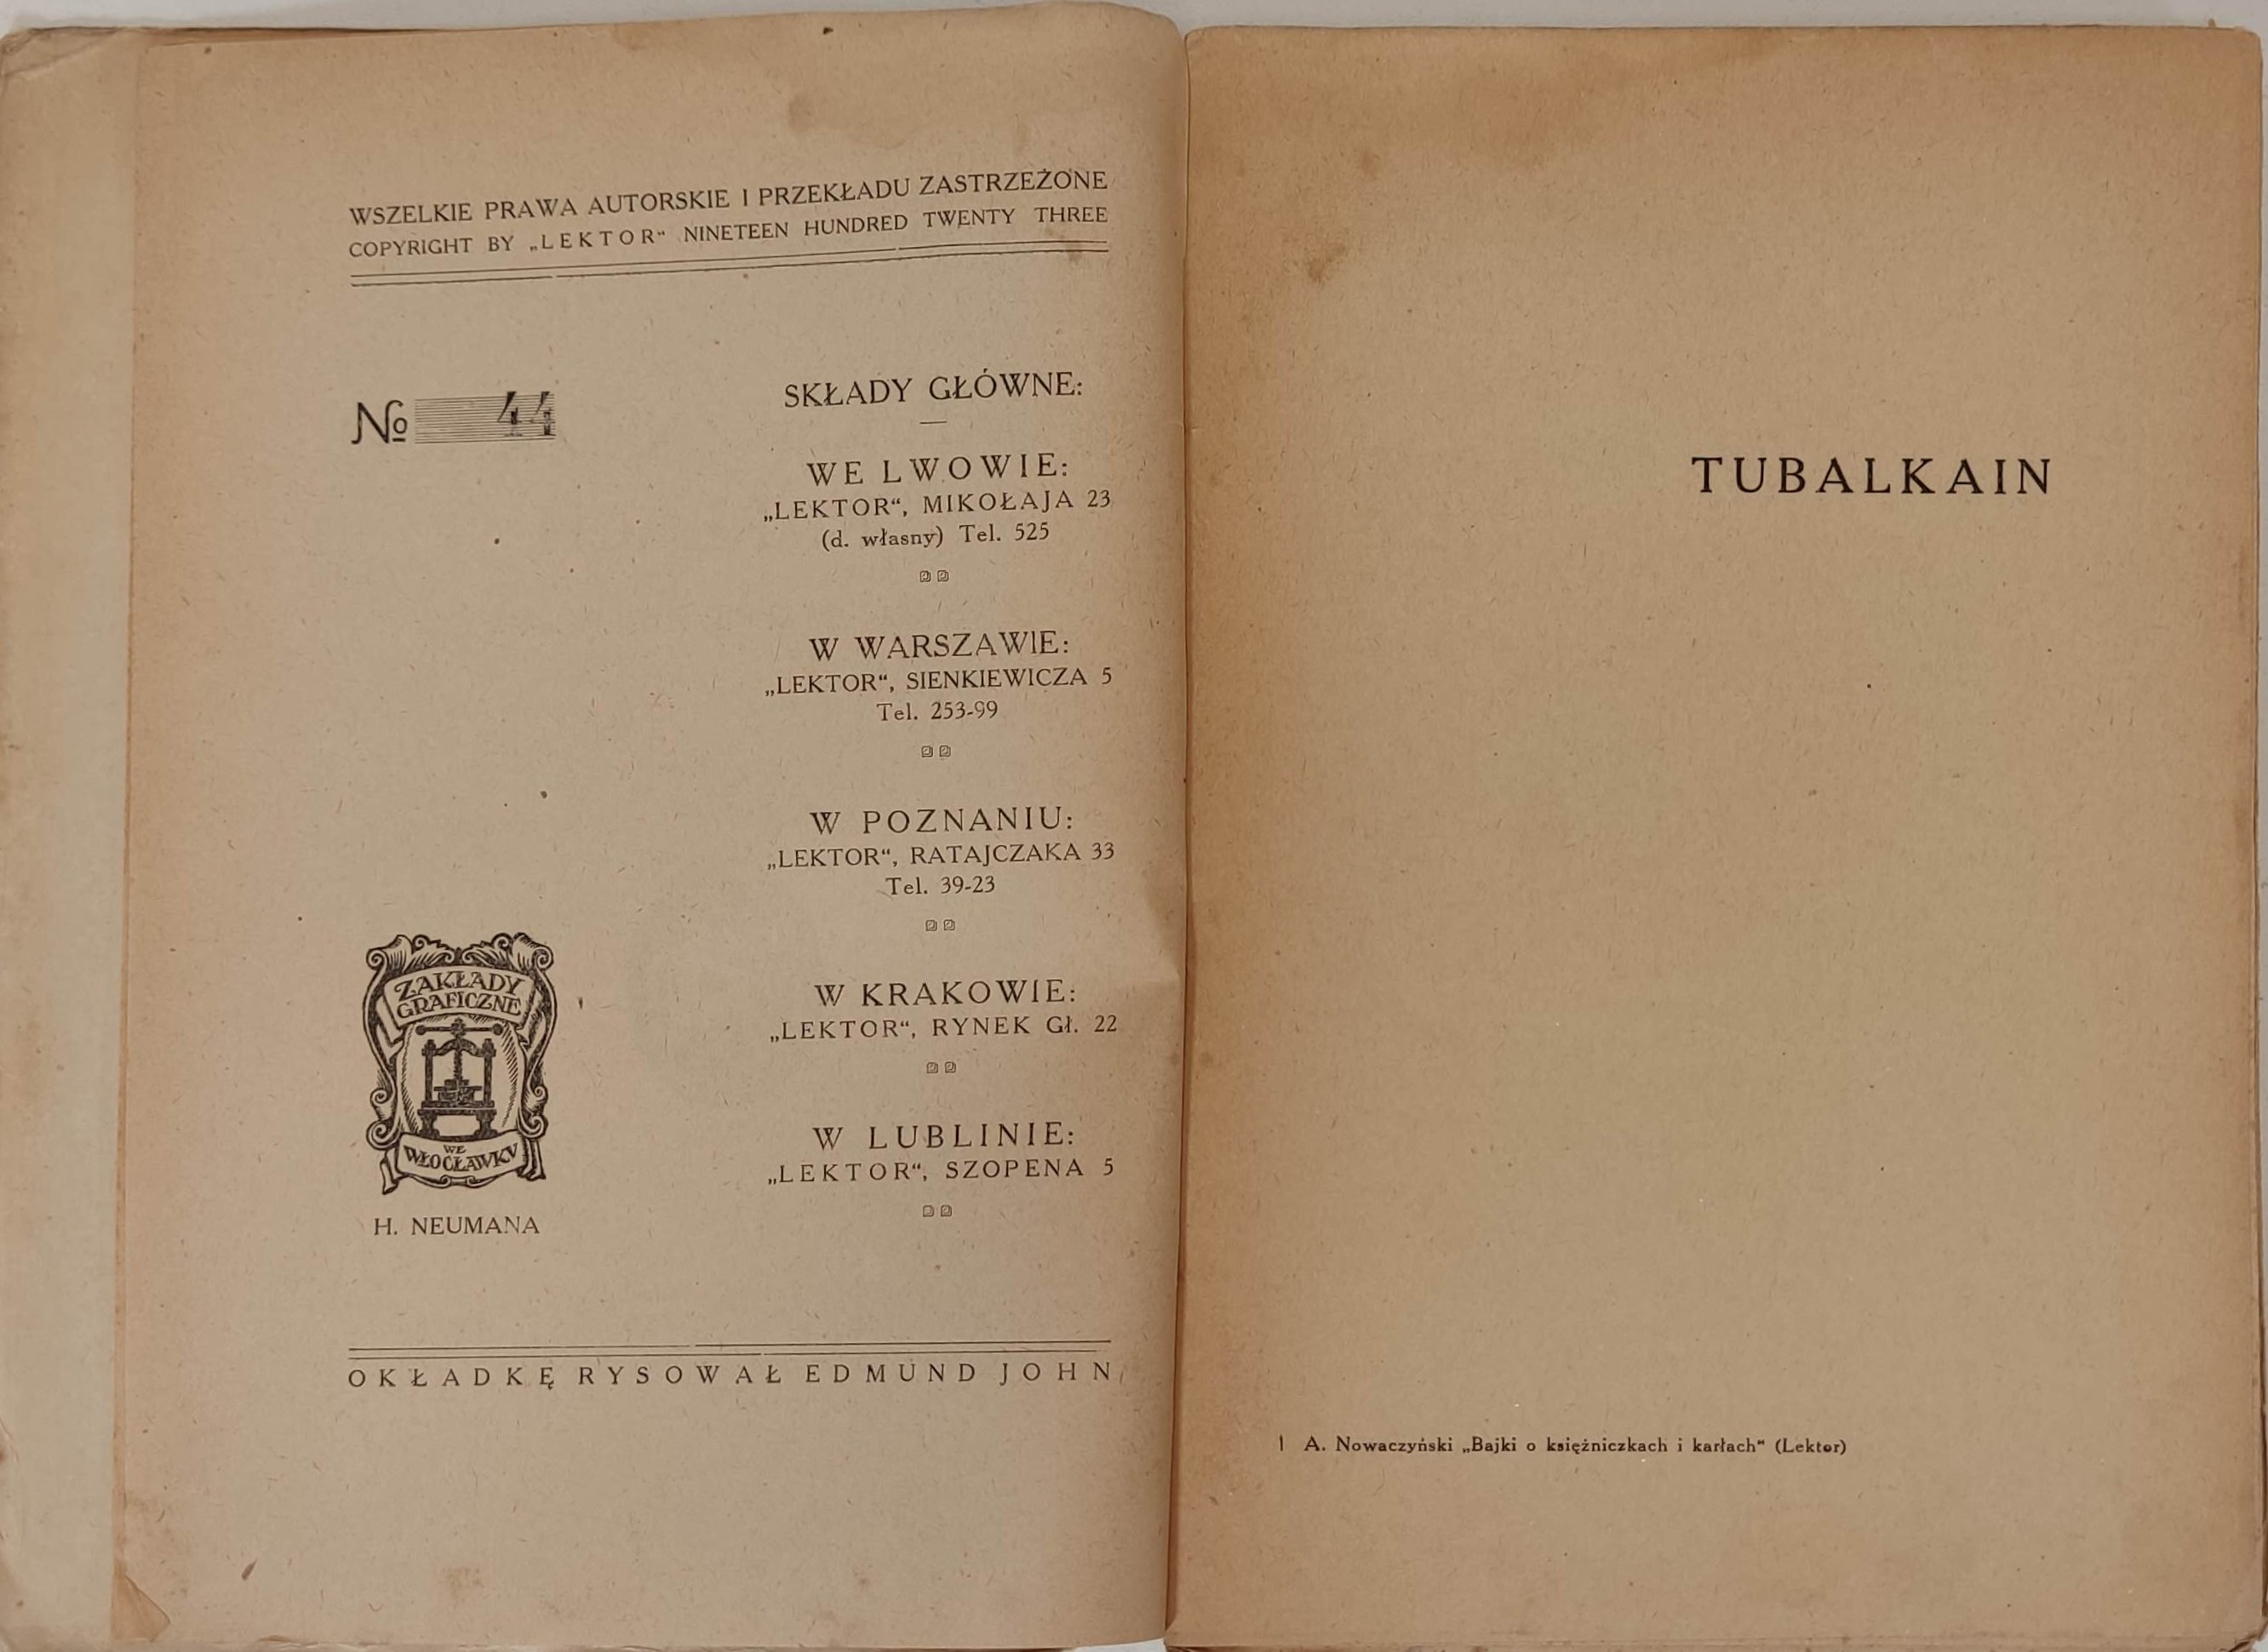 WSZELKIE PRAWA AUTORSKIE I PRZEKŁADU ZASTRZEŻONE
COPYRIGHT BY „LEKTOR“ NINETEEN HUNDRED TWENTY THREE
No 44
SKŁADY GŁÓWNE:
WE LWOWIE:
„LEKTOR“, MIKOŁAJA 23
(d. własny) Tel. 525
W WARSZAWIE:
„LEKTOR“, SIENKIEWICZA 5
Tel. 253-99
W POZNANIU:
„LEKTOR“, RATAJCZAKA 33
Tel. 39-23
W KRAKOWIE:
„LEKTOR“, RYNEK Gł. 22
W LUBLINIE:
„LEKTOR“, SZOPENA 5
ZAKŁADY
GRAFICZNE
WE
WŁOCŁAWKV
H. NEUMANA
OKŁADKĘ RYSOWAŁ EDMUND JOHN
TUBALKAIN
1 A. Nowaczyński „Bajki o księżniczkach i karłach“ (Lektor)